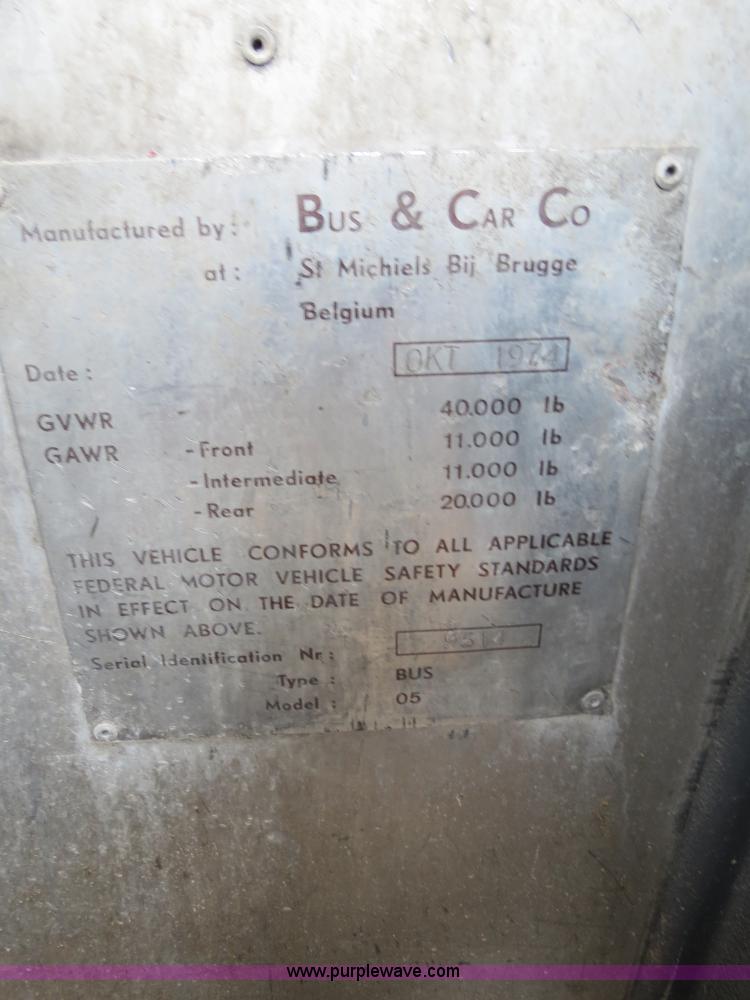 Manufactured by: BUS & CAR CO
at: St Michiels Bij Brugge
Belgium
Date: OKT 1974
GVWR - 40.000 lb
GAWR - Front 11.000 lb
- Intermediate 11.000 lb
- Rear 20.000 lb
THIS VEHICLE CONFORMS TO ALL APPLICABLE
FEDERAL MOTOR VEHICLE SAFETY STANDARDS
IN EFFECT ON THE DATE OF MANUFACTURE
SHOWN ABOVE.
Serial Identification Nr:
Type : BUS
Model : 05
www.purplewave.com